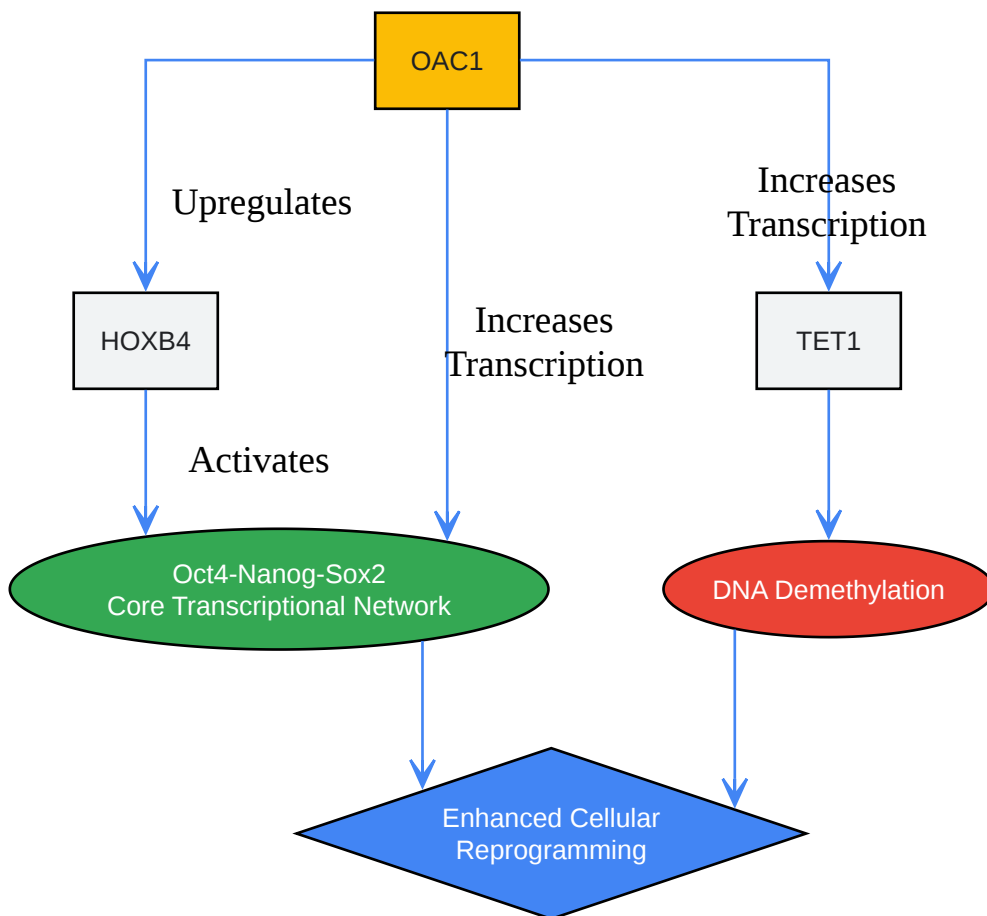 OAC1
Upregulates
Increases
Transcription
HOXB4
Increases
Transcription
TET1
Activates
Oct4-Nanog-Sox2
Core Transcriptional Network
DNA Demethylation
Enhanced Cellular
Reprogramming